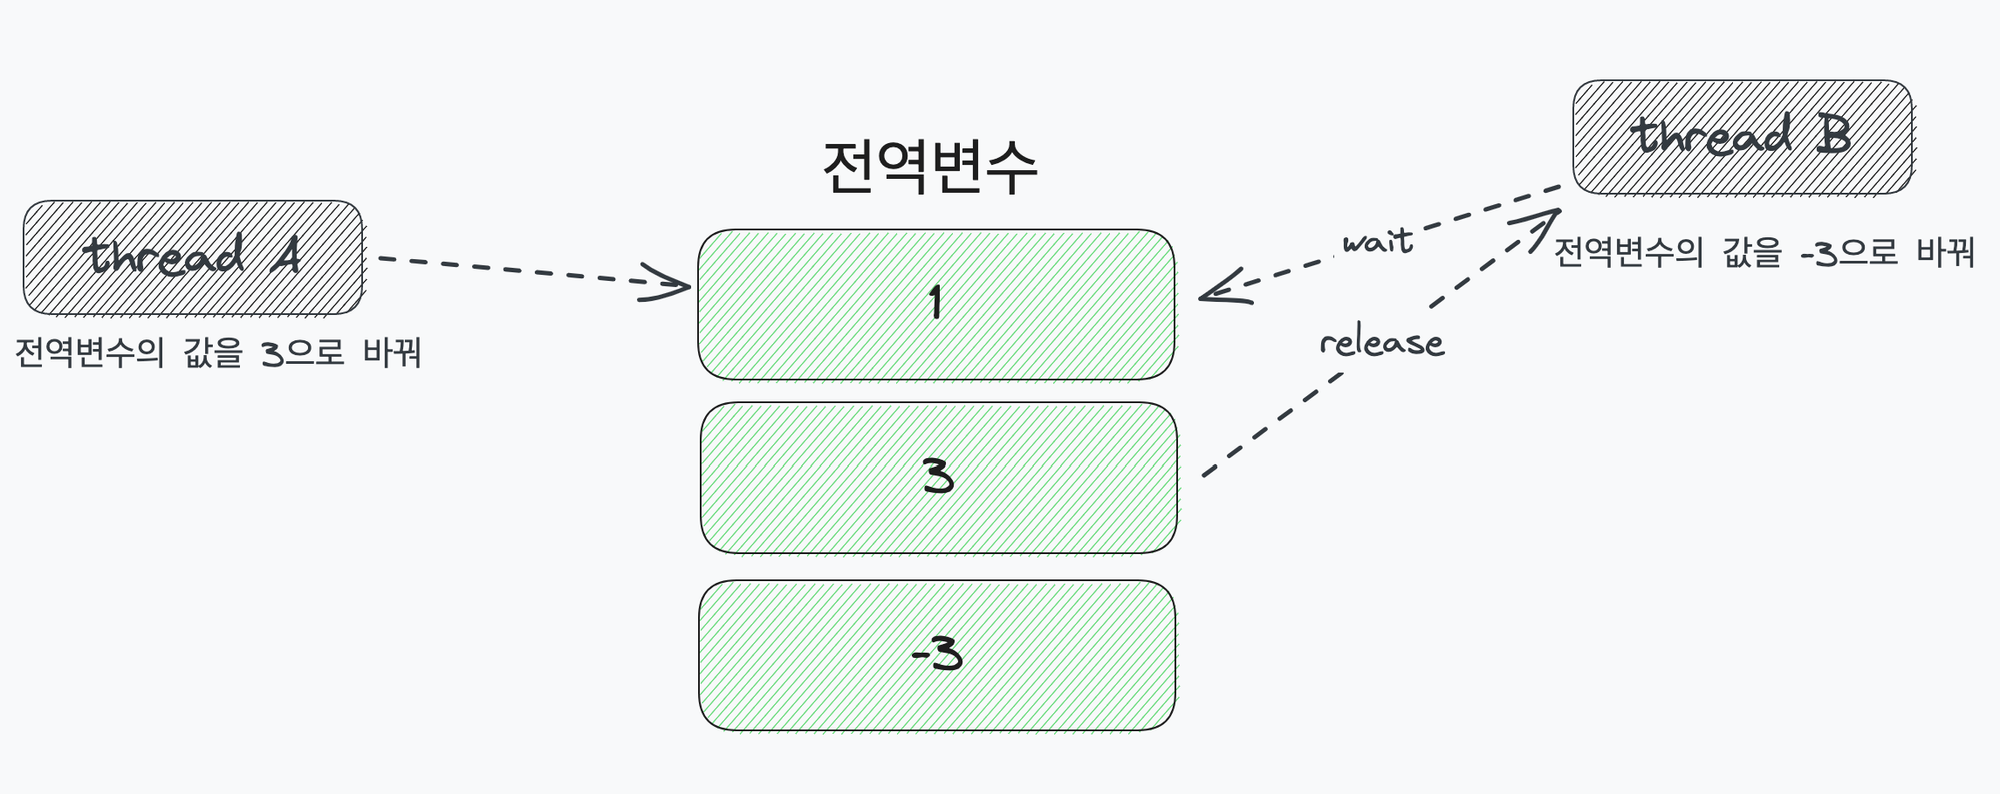 thread B
전역변수
thread A
wait
전역변수의 값을 -3으로 바꿔
1
release
전역변수의 값을 3으로 바꿔
3
-3